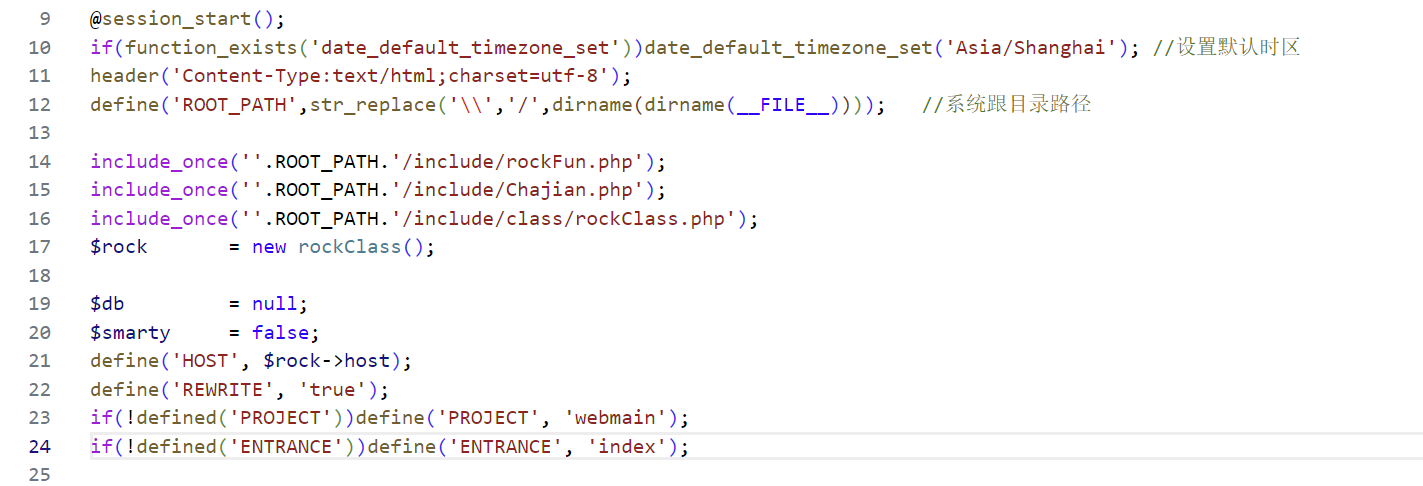 9 @session_start();
10 if(function_exists('date_default_timezone_set'))date_default_timezone_set('Asia/Shanghai'); //设置默认时区
11 header('Content-Type:text/html;charset=utf-8');
12 define('ROOT_PATH',str_replace('\\','/',dirname(dirname(__FILE__)))); //系统跟目录路径
13
14 include_once(''.ROOT_PATH.'/include/rockFun.php');
15 include_once(''.ROOT_PATH.'/include/Chajian.php');
16 include_once(''.ROOT_PATH.'/include/class/rockClass.php');
17 $rock = new rockClass();
18
19 $db = null;
20 $smarty = false;
21 define('HOST', $rock->host);
22 define('REWRITE', 'true');
23 if(!defined('PROJECT'))define('PROJECT', 'webmain');
24 if(!defined('ENTRANCE'))define('ENTRANCE', 'index');
25